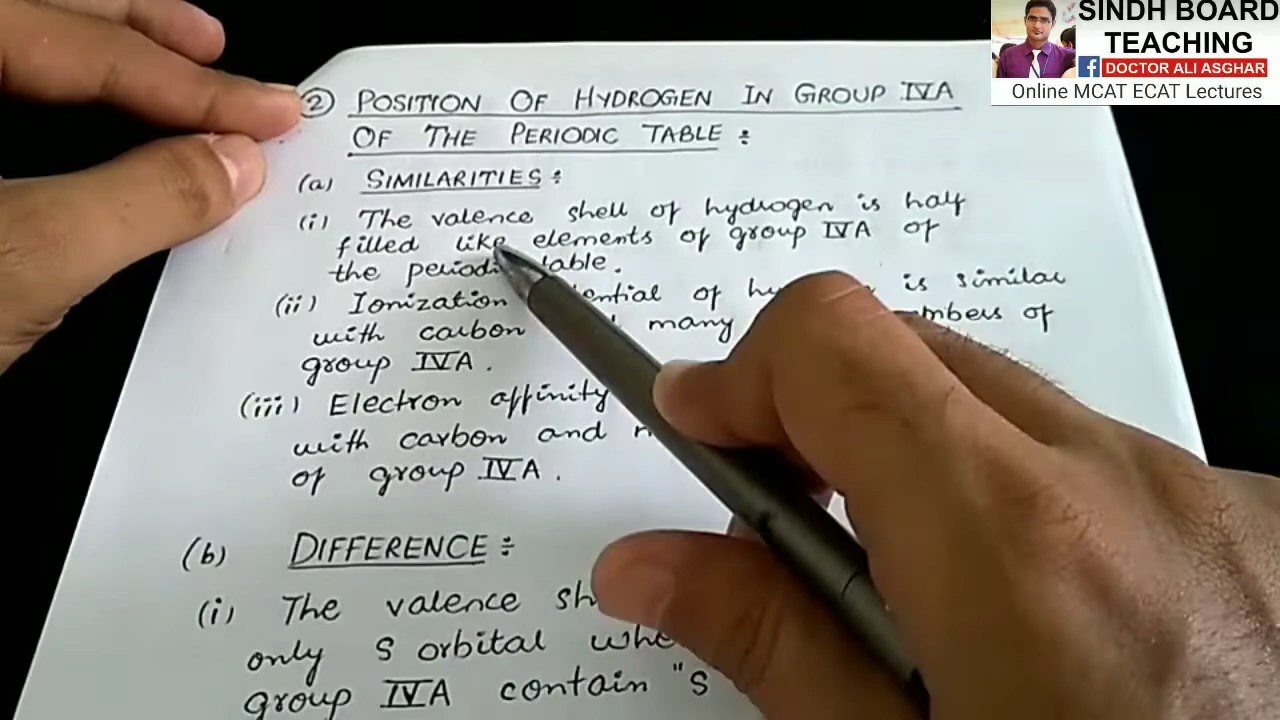 SINDH BOARD
TEACHING
f DOCTOR ALI ASGHAR
Online MCAT ECAT Lectures
② POSITION OF HYDROGEN IN GROUP IVA
OF THE PERIODIC TABLE :
(a) SIMILARITIES :
(i) The valence shell of hydrogen is half
filled like elements of group IVA of
the table.
(ii) Ionization of is similar
with carbon many of
group IVA.
(iii) Electron affinity
with carbon and
of group IVA.
(b) DIFFERENCE :
(i) The valence
only S orbital
group IVA contain "S